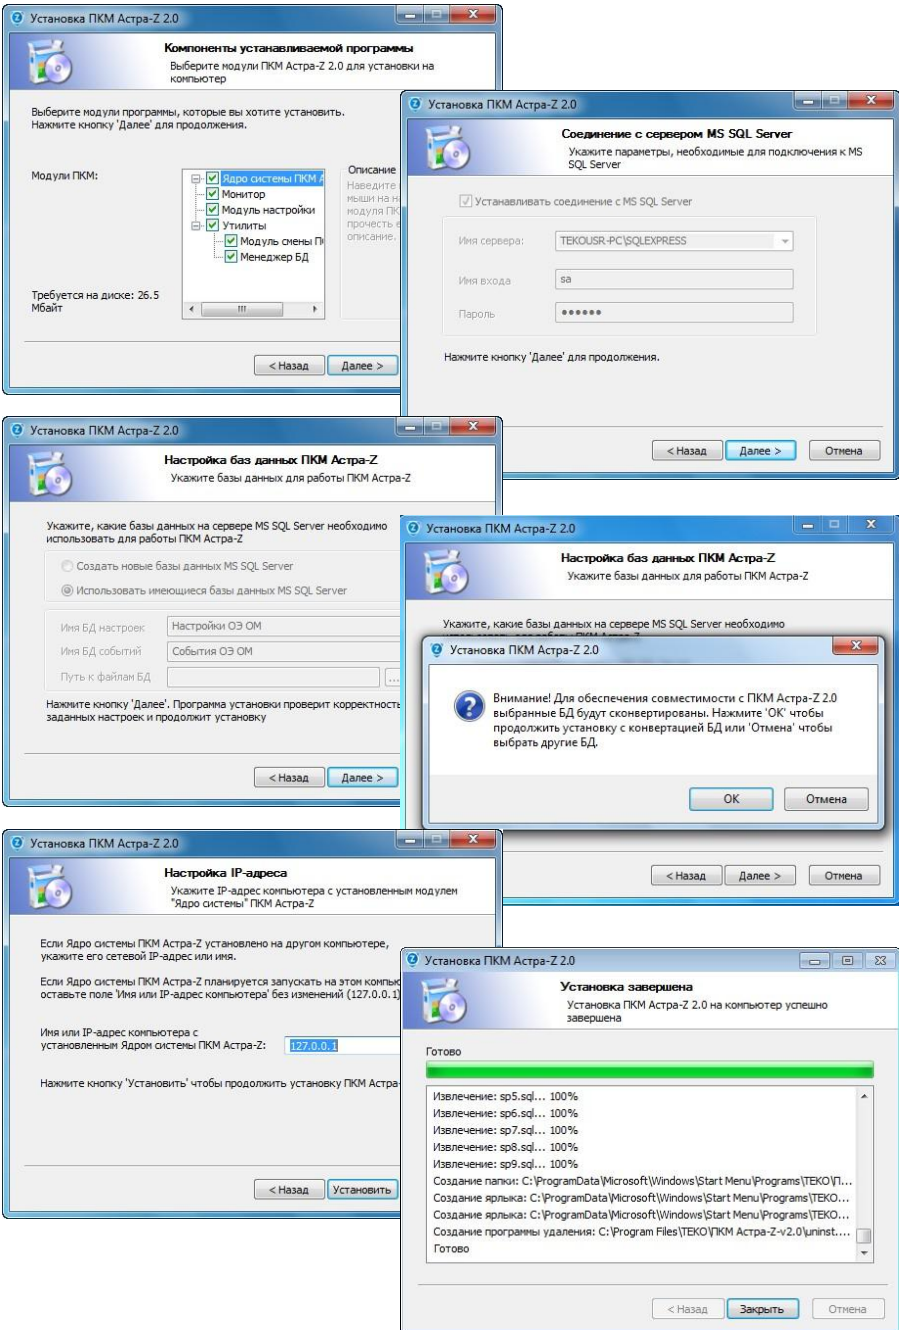 Установка ПКМ Астра-Z 2.0
Компоненты устанавливаемой программы
Выберите модули ПКМ Астра-Z 2.0 для установки на
компьютер
Выберите модули программы, которые вы хотите установить.
Нажмите кнопку 'Далее' для продолжения.
Модули ПКМ:
Ядро системы ПКМ
Монитор
Модуль настройки
Утилиты
Модуль смены
Менеджер БД
Описание
Наведите
мыши на
модуля
прочесть
описание.
Требуется на диске: 26.5
Мбайт
< Назад
Далее >
Установка ПКМ Астра-Z 2.0
Соединение с сервером MS SQL Server
Укажите параметры, необходимые для подключения к MS
SQL Server
Устанавливать соединение с MS SQL Server
Имя сервера: TEKOUSR-PC\SQLEXPRESS
Имя входа sa
Пароль ••••••
Нажмите кнопку 'Далее' для продолжения.
< Назад Далее > Отмена
Установка ПКМ Астра-Z 2.0
Настройка баз данных ПКМ Астра-Z
Укажите базы данных для работы ПКМ Астра-Z
Укажите, какие базы данных на сервере MS SQL Server необходимо
использовать для работы ПКМ Астра-Z
Создать новые базы данных MS SQL Server
Использовать имеющиеся базы данных MS SQL Server
Имя БД настроек Настройки ОЭ ОМ
Имя БД событий События ОЭ ОМ
Путь к файлам БД ...
Нажмите кнопку 'Далее'. Программа установки проверит корректность
заданных настроек и продолжит установку
< Назад Далее >
Установка ПКМ Астра-Z 2.0
Настройка баз данных ПКМ Астра-Z
Укажите базы данных для работы ПКМ Астра-Z
Укажите, какие базы данных на сервере MS SQL Server необходимо
Установка ПКМ Астра-Z 2.0
Внимание! Для обеспечения совместимости с ПКМ Астра-Z 2.0
выбранные БД будут сконвертированы. Нажмите 'ОК' чтобы
продолжить установку с конвертацией БД или 'Отмена' чтобы
выбрать другие БД.
ОК Отмена
< Назад Далее > Отмена
Установка ПКМ Астра-Z 2.0
Настройка IP-адреса
Укажите IP-адрес компьютера с установленным модулем
"Ядро системы" ПКМ Астра-Z
Если Ядро системы ПКМ Астра-Z установлено на другом компьютере,
укажите его сетевой IP-адрес или имя.
Если Ядро системы ПКМ Астра-Z планируется запускать на этом компью
оставьте поле 'Имя или IP-адрес компьютера' без изменений (127.0.0.1)
Имя или IP-адрес компьютера с
установленным Ядром системы ПКМ Астра-Z: 127.0.0.1
Нажмите кнопку 'Установить' чтобы продолжить установку ПКМ Астра-
< Назад Установить
Установка ПКМ Астра-Z 2.0
Установка завершена
Установка ПКМ Астра-Z 2.0 на компьютер успешно
завершена
Готово
Извлечение: sp5.sql... 100%
Извлечение: sp6.sql... 100%
Извлечение: sp7.sql... 100%
Извлечение: sp8.sql... 100%
Извлечение: sp9.sql... 100%
Создание папки: C:\ProgramData\Microsoft\Windows\Start Menu\Programs\TEKO\П...
Создание ярлыка: C:\ProgramData\Microsoft\Windows\Start Menu\Programs\TEKO...
Создание ярлыка: C:\ProgramData\Microsoft\Windows\Start Menu\Programs\TEKO...
Создание программы удаления: C:\Program Files\TEKO\ПКМ Астра-Z-v2.0\uninst....
Готово
< Назад Закрыть Отмена